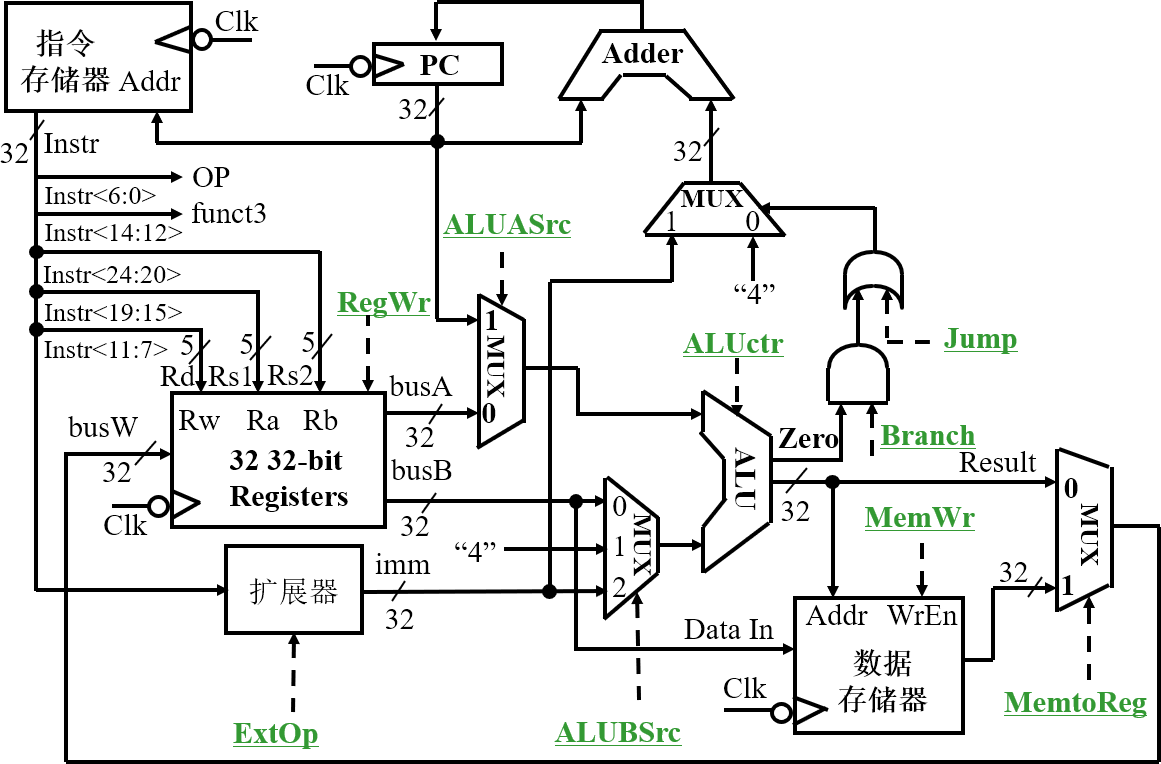 指令
存储器 Addr
Clk
Clk
PC
Adder
32
32
Instr
32
OP
Instr<6:0>
funct3
Instr<14:12>
Instr<24:20>
Instr<19:15>
Instr<11:7>
MUX
1
0
“4”
ALUASrc
RegWr
ALUctr
Jump
Branch
5
5
5
Rd
Rs1
Rs2
Rw
Ra
Rb
32 32-bit
Registers
busW
32
Clk
busA
32
busB
32
1
MUX
0
0
1
MUX
2
“4”
imm
32
扩展器
ExtOp
ALUBSrc
ALU
Zero
32
Result
MemWr
Addr
WrEn
Data In
数据
存储器
Clk
32
0
MUX
1
MemtoReg